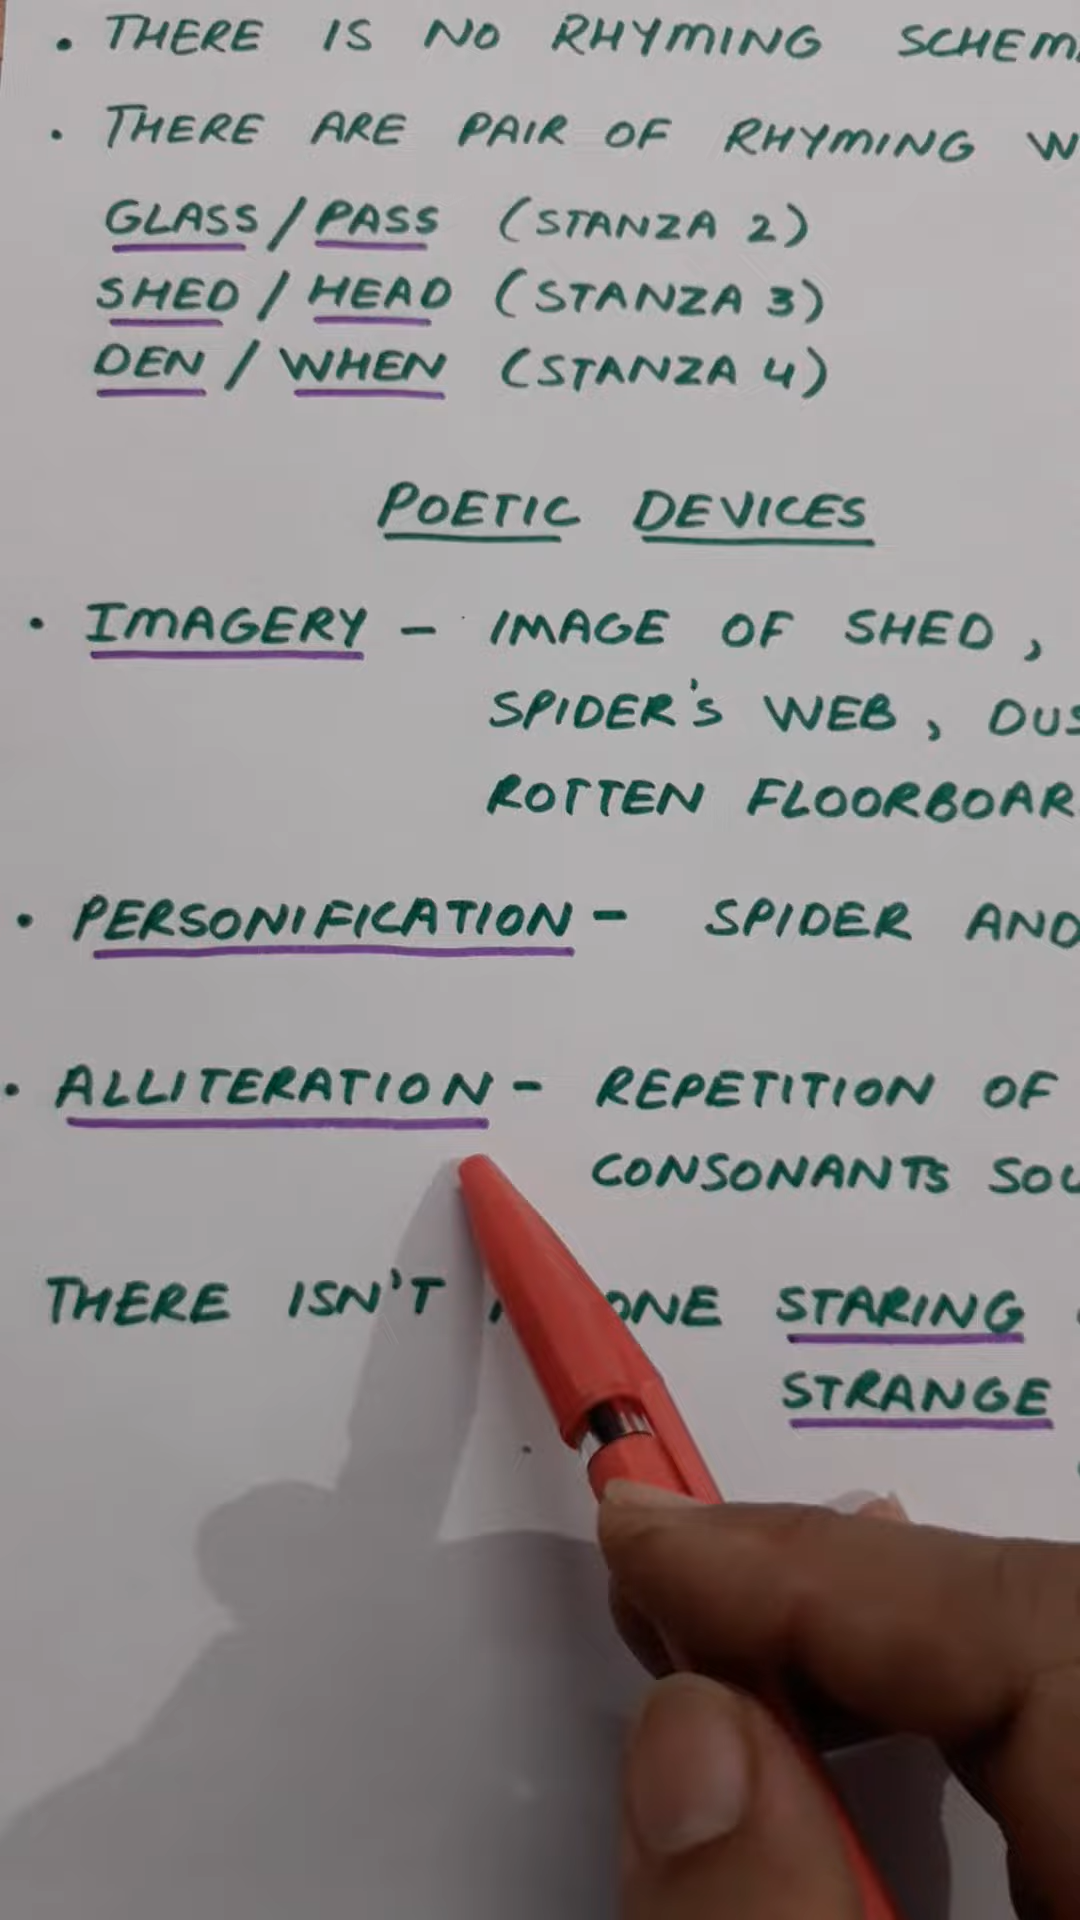 • THERE IS NO RHYMING SCHEM
• THERE ARE PAIR OF RHYMING W
GLASS / PASS (STANZA 2)
SHED / HEAD (STANZA 3)
DEN / WHEN (STANZA 4)
POETIC DEVICES
• IMAGERY - IMAGE OF SHED,
SPIDER'S WEB, DUS
ROTTEN FLOORBOAR
• PERSONIFICATION - SPIDER AND
• ALLITERATION - REPETITION OF
CONSONANTS SOU
THERE ISN'T ONE STARING
STRANGE